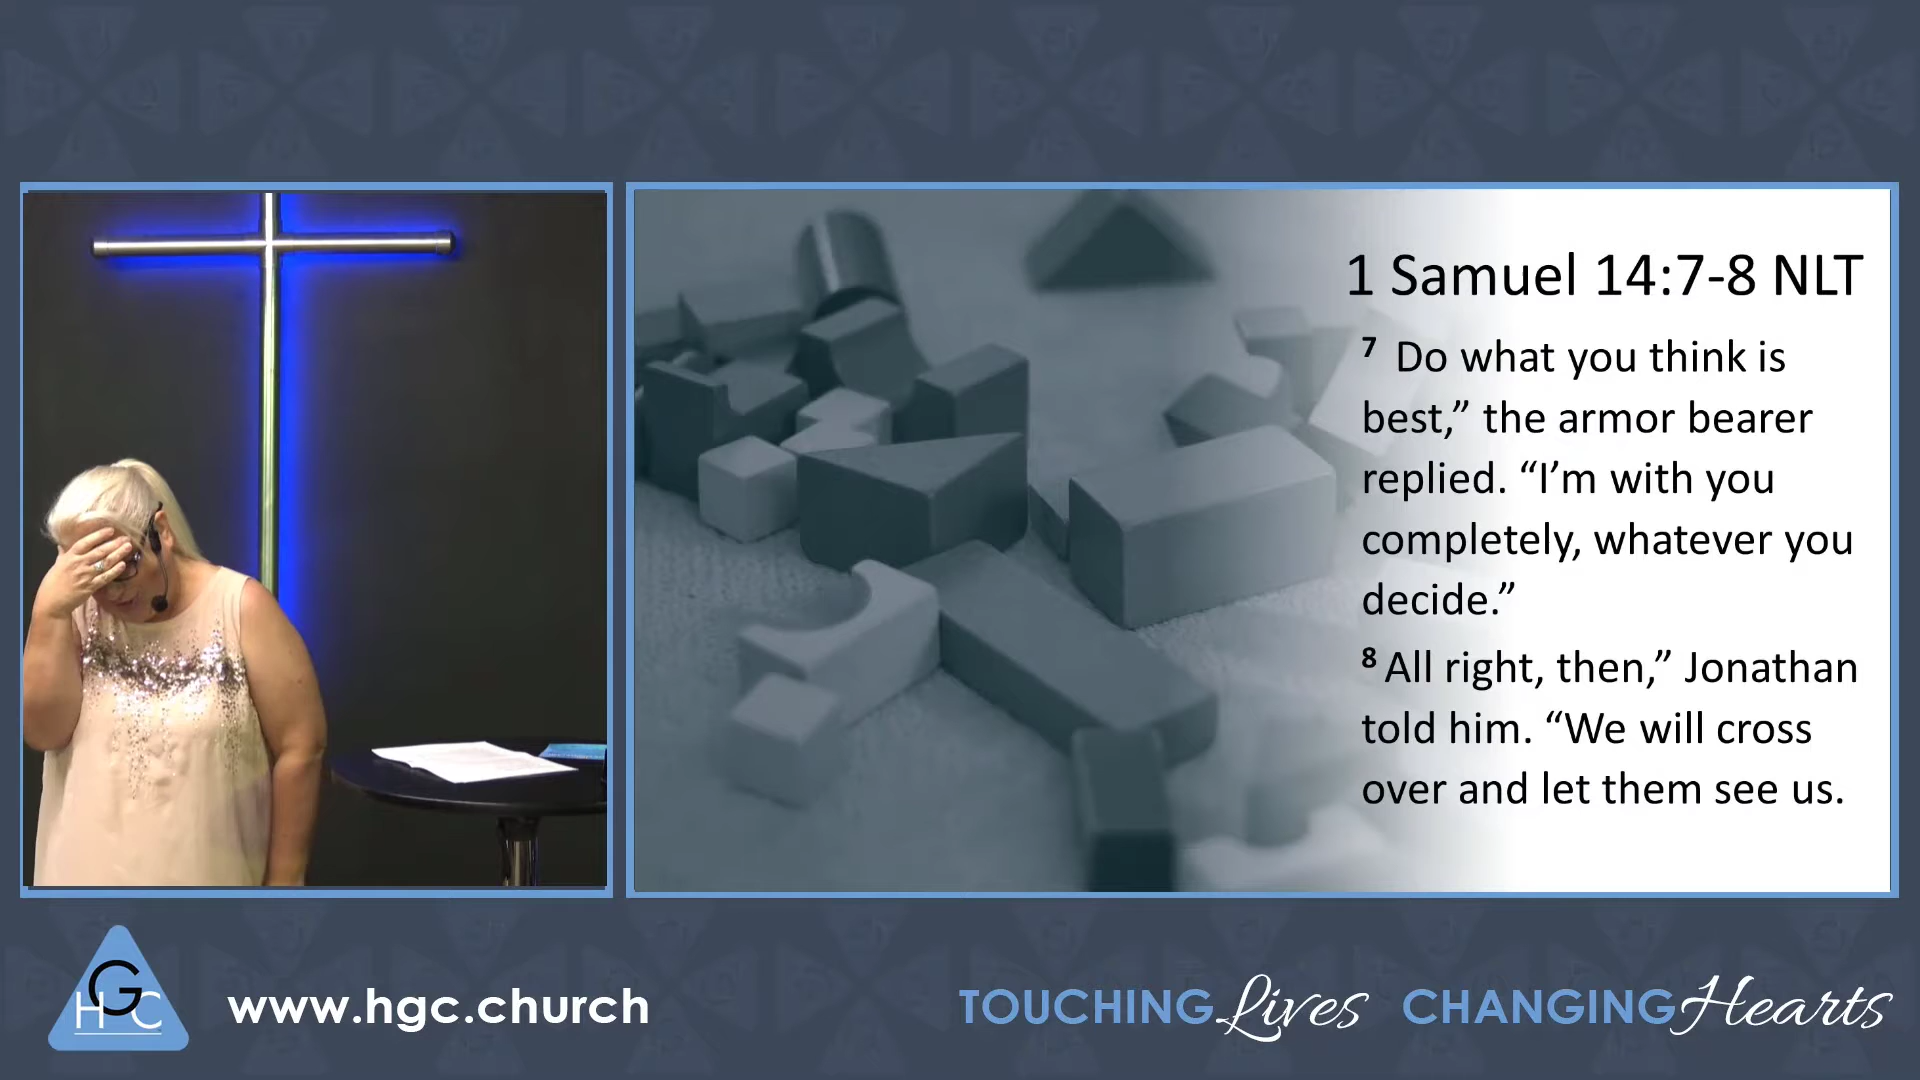 1 Samuel 14:7-8 NLT
7 Do what you think is
best,” the armor bearer
replied. “I’m with you
completely, whatever you
decide.”
8 All right, then,” Jonathan
told him. “We will cross
over and let them see us.
HGC
www.hgc.church
TOUCHING Lives CHANGING Hearts